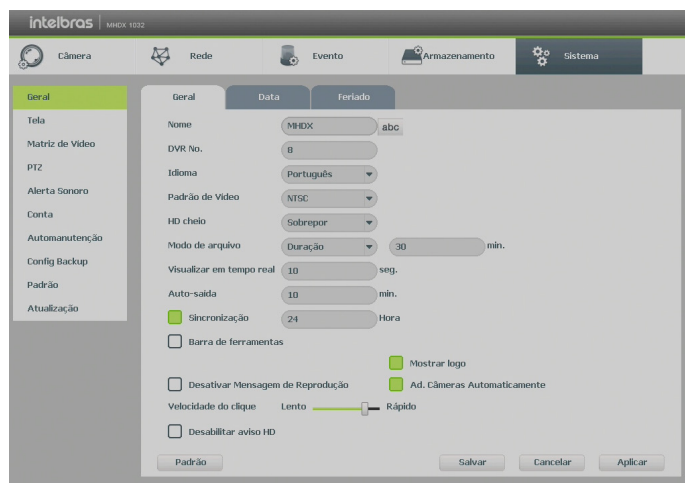 intelbras | MHDX 1032
Câmera Rede Evento Armazenamento Sistema
Geral
Tela
Matriz de Vídeo
PTZ
Alerta Sonoro
Conta
Automanutenção
Config Backup
Padrão
Atualização
Geral Data Feriado
Nome MHDX abc
DVR No. 8
Idioma Português
Padrão de Vídeo NTSC
HD cheio Sobrepor
Modo de arquivo Duração 30 min.
Visualizar em tempo real 10 seg.
Auto-saída 10 min.
Sincronização 24 Hora
Barra de ferramentas
Mostrar logo
Desativar Mensagem de Reprodução Ad. Câmeras Automaticamente
Velocidade do clique Lento Rápido
Desabilitar aviso HD
Padrão Salvar Cancelar Aplicar